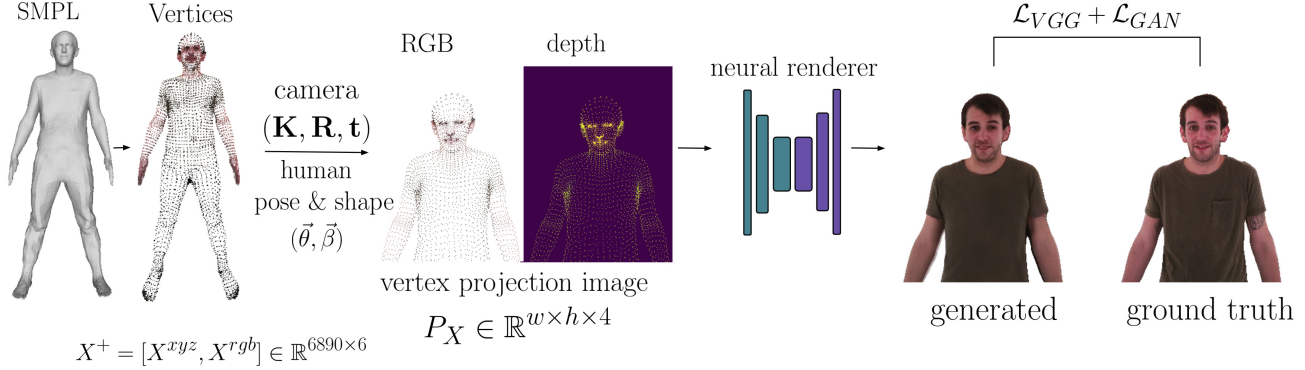 SMPL
Vertices
camera
(K, R, t)
human
pose & shape
(θ⃗, β⃗)
RGB
depth
vertex projection image
P_X ∈ ℝ^{w×h×4}
X⁺ = [X^{xyz}, X^{rgb}] ∈ ℝ^{6890×6}
neural renderer
ℒ_{VGG} + ℒ_{GAN}
generated
ground truth